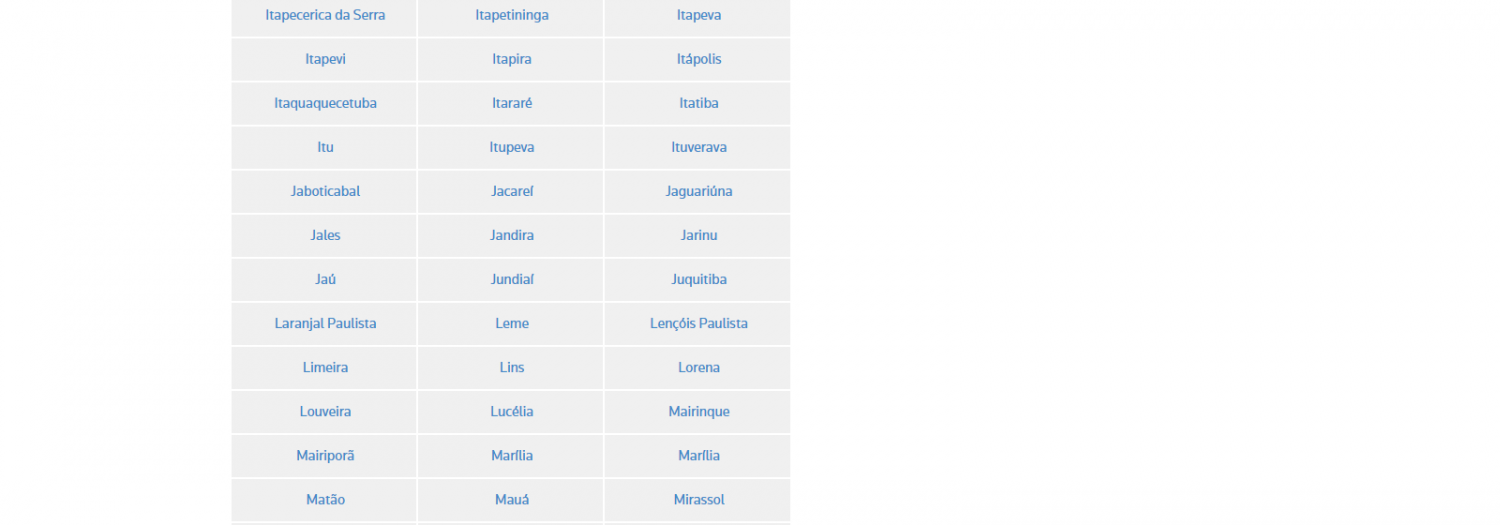 Itapecerica da Serra Itapetininga Itapeva
Itapevi Itapira Itápolis
Itaquaquecetuba Itararé Itatiba
Itu Itupeva Ituverava
Jaboticabal Jacareí Jaguariúna
Jales Jandira Jarinu
Jaú Jundiaí Juquitiba
Laranjal Paulista Leme Lençóis Paulista
Limeira Lins Lorena
Louveira Lucélia Mairinque
Mairiporã Marília Marília
Matão Mauá Mirassol